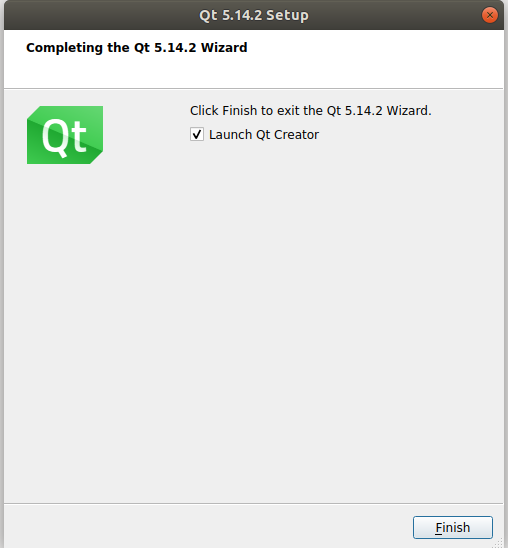 Qt 5.14.2 Setup
Completing the Qt 5.14.2 Wizard
Qt
Click Finish to exit the Qt 5.14.2 Wizard.
Launch Qt Creator
Finish